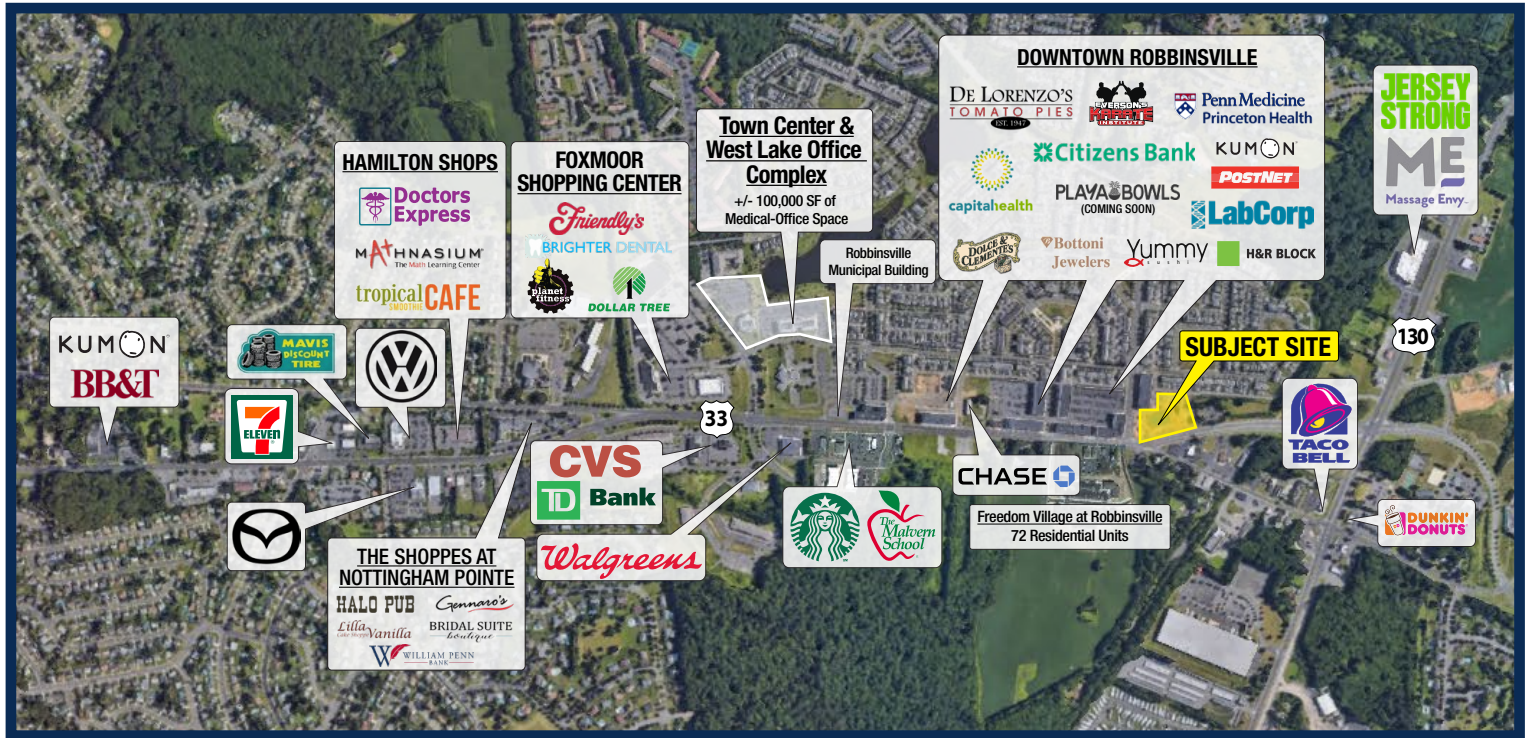 KUMON
BB&T
7
ELEVEN
MAVIS
DISCOUNT
TIRE
HAMILTON SHOPS
Doctors
Express
MATHNASIUM
The Math Learning Center
tropical
SMOOTHIE
CAFE
FOXMOOR
SHOPPING CENTER
Friendly's
BRIGHTER DENTAL
planet
fitness
DOLLAR TREE
THE SHOPPES AT
NOTTINGHAM POINTE
HALO PUB
Gennaro's
Lilla
Vanilla
BRIDAL SUITE
boutique
WILLIAM PENN
BANK
CVS
TD Bank
Walgreens
33
Town Center &
West Lake Office
Complex
+/- 100,000 SF of
Medical-Office Space
Robbinsville
Municipal Building
The
Malvern
School
CHASE
Freedom Village at Robbinsville
72 Residential Units
DOWNTOWN ROBBINSVILLE
DE LORENZO'S
TOMATO PIES
EST. 1947
EVERSON'S
KARATE
INSTITUTE
Penn Medicine
Princeton Health
capitalhealth
Citizens Bank
KUMON
PLAYA BOWLS
(COMING SOON)
POSTNET
LabCorp
DOLCE &
CLEMENTE'S
Bottoni
Jewelers
Yummy
sushi
H&R BLOCK
SUBJECT SITE
JERSEY
STRONG
ME
Massage Envy
130
TACO
BELL
DUNKIN'
DONUTS